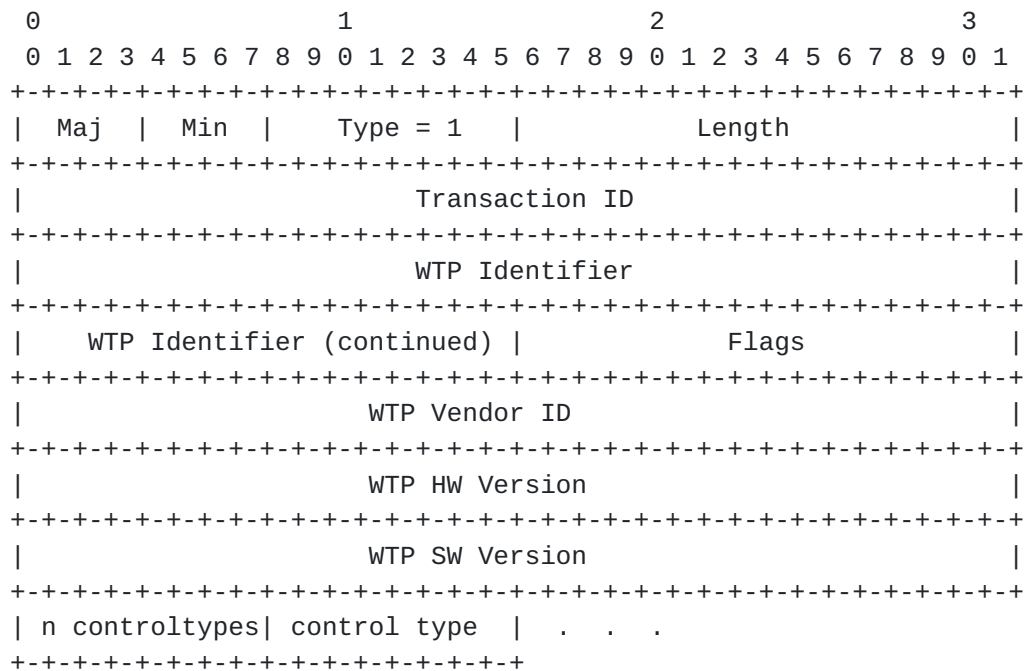 0                   1                   2                   3
 0 1 2 3 4 5 6 7 8 9 0 1 2 3 4 5 6 7 8 9 0 1 2 3 4 5 6 7 8 9 0 1
+-+-+-+-+-+-+-+-+-+-+-+-+-+-+-+-+-+-+-+-+-+-+-+-+-+-+-+-+-+-+-+-+
|  Maj  |  Min  |    Type = 1   |           Length              |
+-+-+-+-+-+-+-+-+-+-+-+-+-+-+-+-+-+-+-+-+-+-+-+-+-+-+-+-+-+-+-+-+
|                         Transaction ID                        |
+-+-+-+-+-+-+-+-+-+-+-+-+-+-+-+-+-+-+-+-+-+-+-+-+-+-+-+-+-+-+-+-+
|                         WTP Identifier                        |
+-+-+-+-+-+-+-+-+-+-+-+-+-+-+-+-+-+-+-+-+-+-+-+-+-+-+-+-+-+-+-+-+
|    WTP Identifier (continued) |             Flags             |
+-+-+-+-+-+-+-+-+-+-+-+-+-+-+-+-+-+-+-+-+-+-+-+-+-+-+-+-+-+-+-+-+
|                      WTP Vendor ID                            |
+-+-+-+-+-+-+-+-+-+-+-+-+-+-+-+-+-+-+-+-+-+-+-+-+-+-+-+-+-+-+-+-+
|                      WTP HW Version                           |
+-+-+-+-+-+-+-+-+-+-+-+-+-+-+-+-+-+-+-+-+-+-+-+-+-+-+-+-+-+-+-+-+
|                      WTP SW Version                           |
+-+-+-+-+-+-+-+-+-+-+-+-+-+-+-+-+-+-+-+-+-+-+-+-+-+-+-+-+-+-+-+-+
| n controltypes| control type  |  .  .  .
+-+-+-+-+-+-+-+-+-+-+-+-+-+-+-+-+